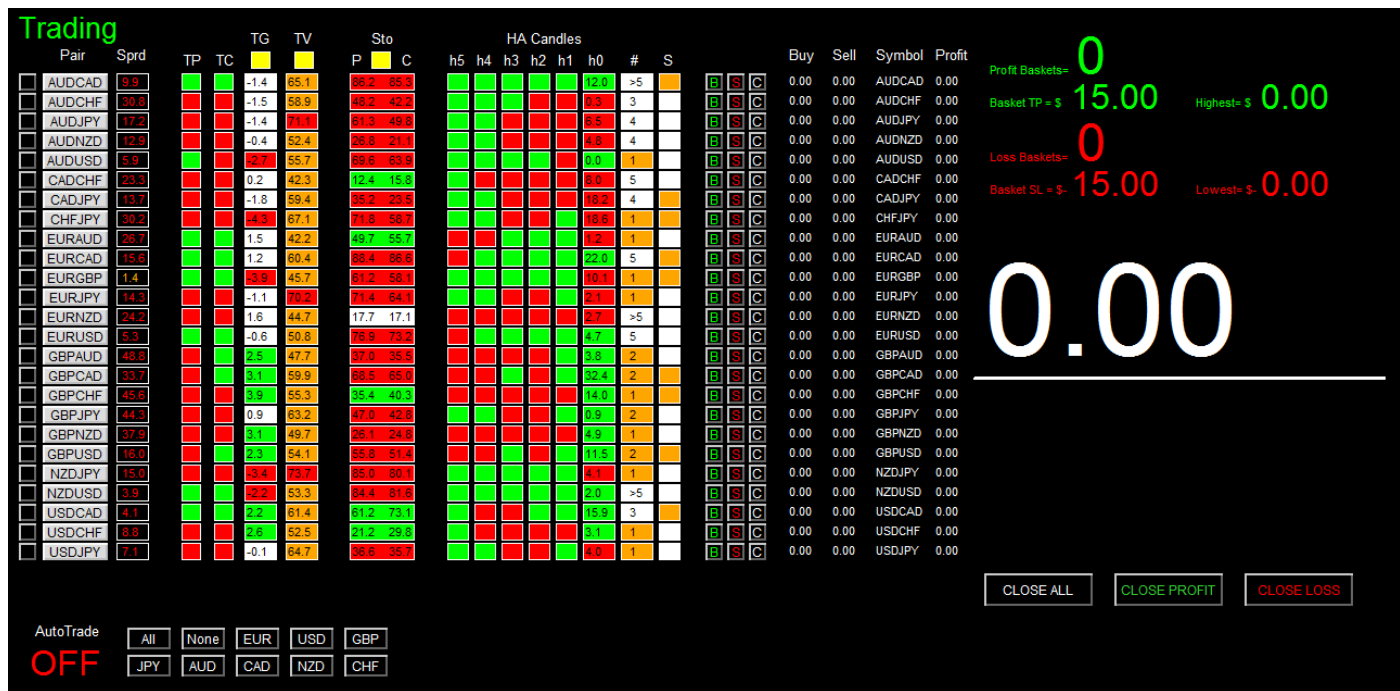 Trading
TG TV Sto HA Candles
Pair Sprd TP TC P C h5 h4 h3 h2 h1 h0 # S Buy Sell Symbol Profit
AUDCAD 9.9 -1.4 65.1 86.2 85.3 12.0 >5 B S C 0.00 0.00 AUDCAD 0.00
AUDCHF 30.8 -1.5 58.9 48.2 42.2 0.3 3 B S C 0.00 0.00 AUDCHF 0.00
AUDJPY 17.2 -1.4 71.1 61.3 49.8 6.5 4 B S C 0.00 0.00 AUDJPY 0.00
AUDNZD 12.9 -0.4 52.4 26.8 21.1 4.8 4 B S C 0.00 0.00 AUDNZD 0.00
AUDUSD 5.9 -2.7 55.7 69.6 63.9 0.0 1 B S C 0.00 0.00 AUDUSD 0.00
CADCHF 23.3 0.2 42.3 12.4 15.8 8.0 5 B S C 0.00 0.00 CADCHF 0.00
CADJPY 13.7 -1.8 59.4 35.2 23.5 18.2 4 B S C 0.00 0.00 CADJPY 0.00
CHFJPY 30.2 -4.3 67.1 71.8 58.7 18.6 1 B S C 0.00 0.00 CHFJPY 0.00
EURAUD 26.7 1.5 42.2 49.7 55.7 1.2 1 B S C 0.00 0.00 EURAUD 0.00
EURCAD 15.6 1.2 60.4 88.4 86.6 22.0 5 B S C 0.00 0.00 EURCAD 0.00
EURGBP 1.4 -3.9 45.7 61.2 58.1 10.1 1 B S C 0.00 0.00 EURGBP 0.00
EURJPY 14.3 -1.1 70.2 71.4 64.1 2.1 1 B S C 0.00 0.00 EURJPY 0.00
EURNZD 24.2 1.6 44.7 17.7 17.1 2.7 >5 B S C 0.00 0.00 EURNZD 0.00
EURUSD 5.3 -0.6 50.8 76.9 73.2 4.7 5 B S C 0.00 0.00 EURUSD 0.00
GBPAUD 48.8 2.5 47.7 37.0 35.5 3.8 2 B S C 0.00 0.00 GBPAUD 0.00
GBPCAD 33.7 3.1 59.9 68.5 65.0 32.4 2 B S C 0.00 0.00 GBPCAD 0.00
GBPCHF 45.6 3.9 55.3 35.4 40.3 14.0 1 B S C 0.00 0.00 GBPCHF 0.00
GBPJPY 44.3 0.9 63.2 47.0 42.8 0.9 2 B S C 0.00 0.00 GBPJPY 0.00
GBPNZD 37.9 3.1 49.7 26.1 24.8 4.9 1 B S C 0.00 0.00 GBPNZD 0.00
GBPUSD 16.0 2.3 54.1 55.8 51.4 11.5 2 B S C 0.00 0.00 GBPUSD 0.00
NZDJPY 15.0 -3.4 73.7 85.0 80.1 4.1 1 B S C 0.00 0.00 NZDJPY 0.00
NZDUSD 3.9 -2.2 53.3 84.4 81.6 2.0 >5 B S C 0.00 0.00 NZDUSD 0.00
USDCAD 4.1 2.2 61.4 61.2 73.1 15.9 3 B S C 0.00 0.00 USDCAD 0.00
USDCHF 8.8 2.6 52.5 21.2 29.8 3.1 1 B S C 0.00 0.00 USDCHF 0.00
USDJPY 7.1 -0.1 64.7 36.6 35.7 4.0 1 B S C 0.00 0.00 USDJPY 0.00
Profit Baskets= 0
Basket TP = $ 15.00 Highest= $ 0.00
Loss Baskets= 0
Basket SL = $- 15.00 Lowest= $- 0.00
0.00
CLOSE ALL CLOSE PROFIT CLOSE LOSS
AutoTrade
OFF
All None EUR USD GBP
JPY AUD CAD NZD CHF